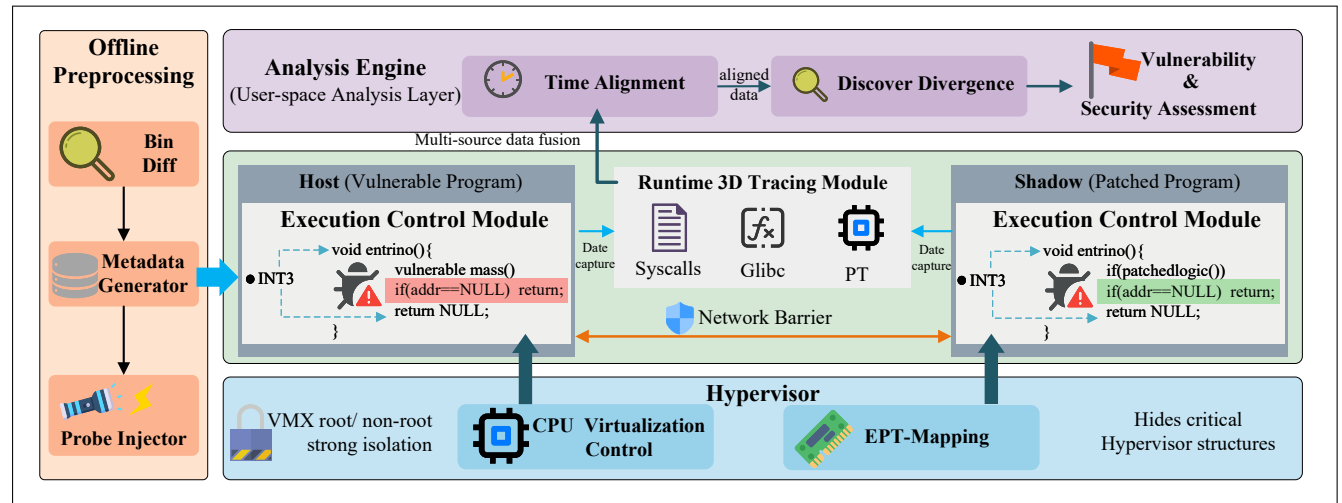 Offline
Preprocessing
Bin
Diff
Metadata
Generator
Probe Injector
Analysis Engine
(User-space Analysis Layer)
Time Alignment
aligned
data
Discover Divergence
Vulnerability
&
Security Assessment
Multi-source data fusion
Host (Vulnerable Program)
Execution Control Module
INT3
void entrino(){
vulnerable mass()
if(addr==NULL) return;
return NULL;
}
Date
capture
Runtime 3D Tracing Module
Syscalls
fx
Glibc
PT
Date
capture
Network Barrier
Shadow (Patched Program)
Execution Control Module
INT3
void entrino(){
if(patchedlogic())
if(addr==NULL) return;
return NULL;
}
Hypervisor
VMX root/ non-root
strong isolation
CPU Virtualization
Control
EPT-Mapping
Hides critical
Hypervisor structures